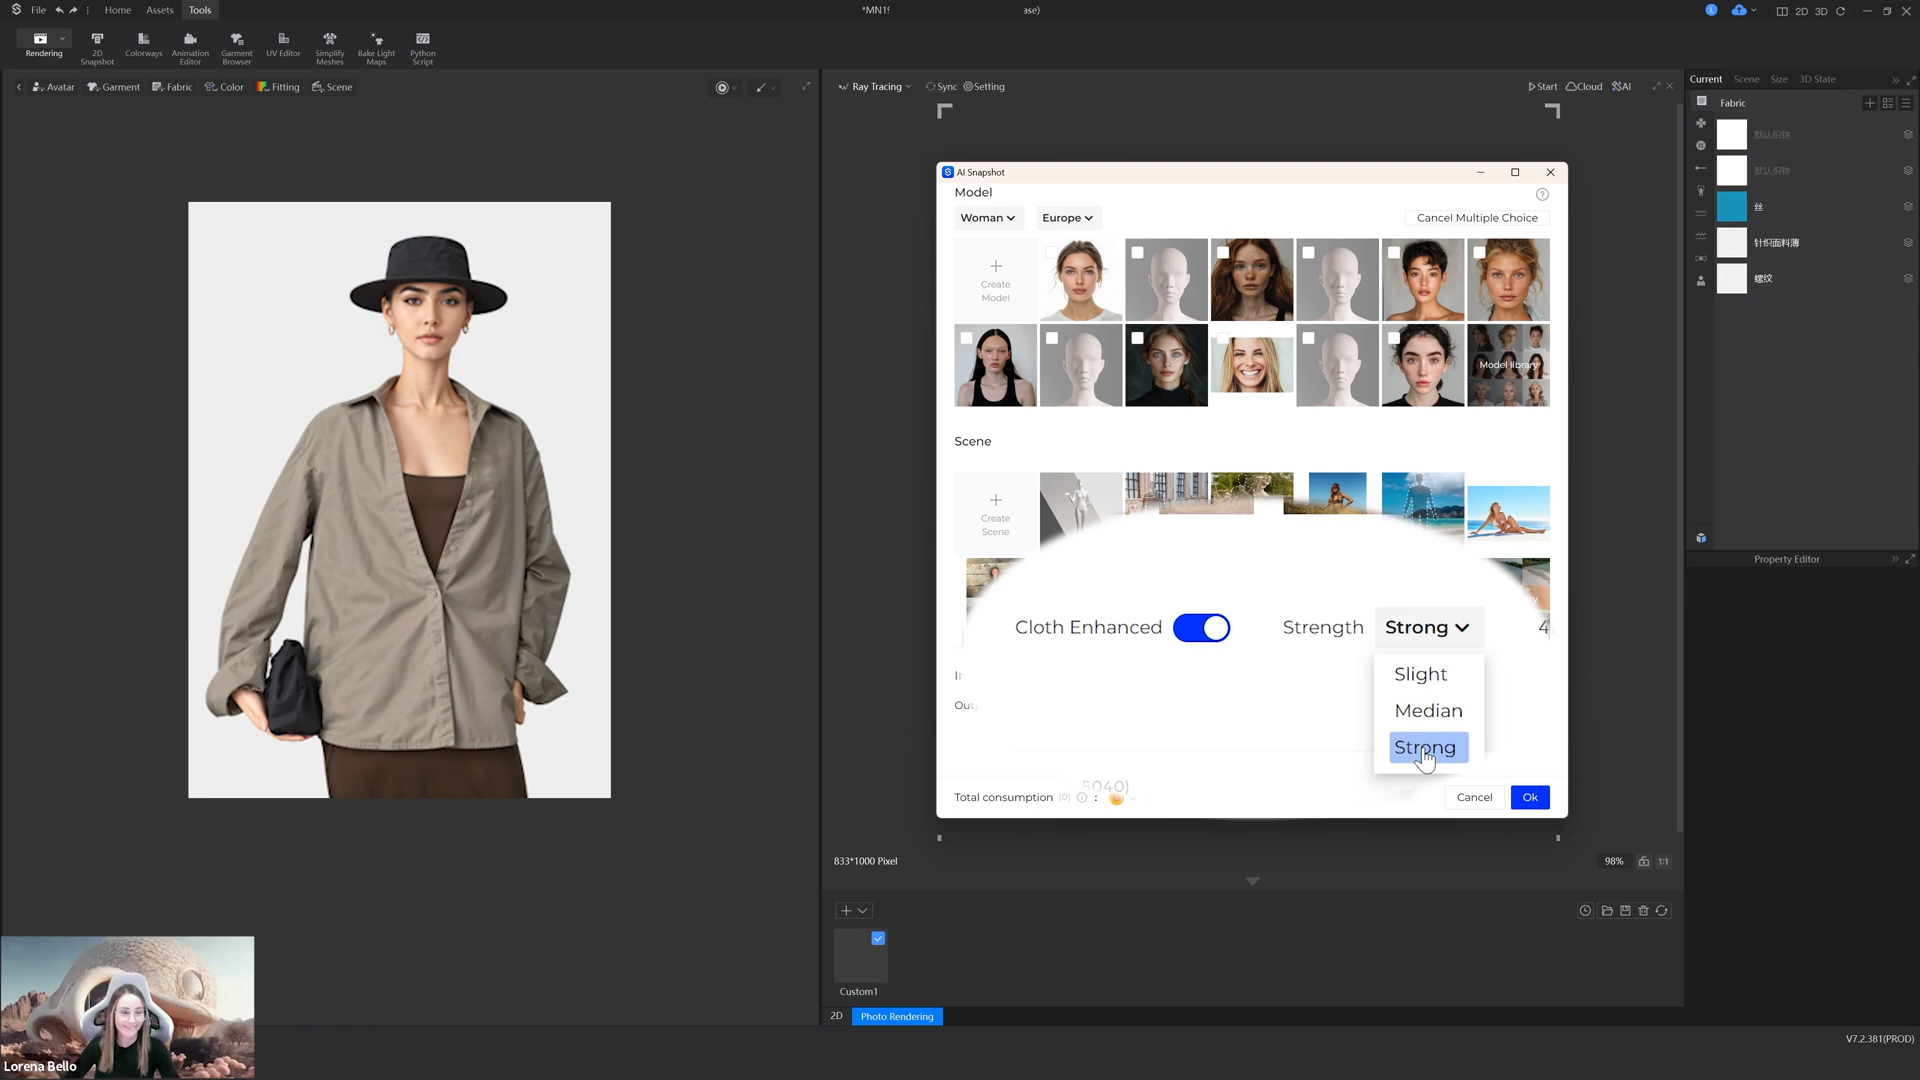 File
Home
Assets
Tools
*MN19
ase)
2D
3D
Rendering
2D
Snapshot
Colorways
Animation
Editor
Garment
Browser
UV Editor
Simplify
Meshes
Bake Light
Maps
Python
Script
Avatar
Garment
Fabric
Color
Fitting
Scene
Ray Tracing
Sync
Setting
Start
Cloud
AI
Current
Scene
Size
3D State
Fabric
默认织物
默认织物
丝
针织面料薄
螺纹
Property Editor
AI Snapshot
Model
Woman
Europe
Cancel Multiple Choice
Create
Model
Model library
Scene
Create
Scene
Cloth Enhanced
Strength
Strong
4
Slight
Median
Strong
Out
5040)
Total consumption (0) :
Cancel
Ok
833*1000 Pixel
98%
1:1
Custom1
2D
Photo Rendering
V7.2.381(PROD)
Lorena Bello